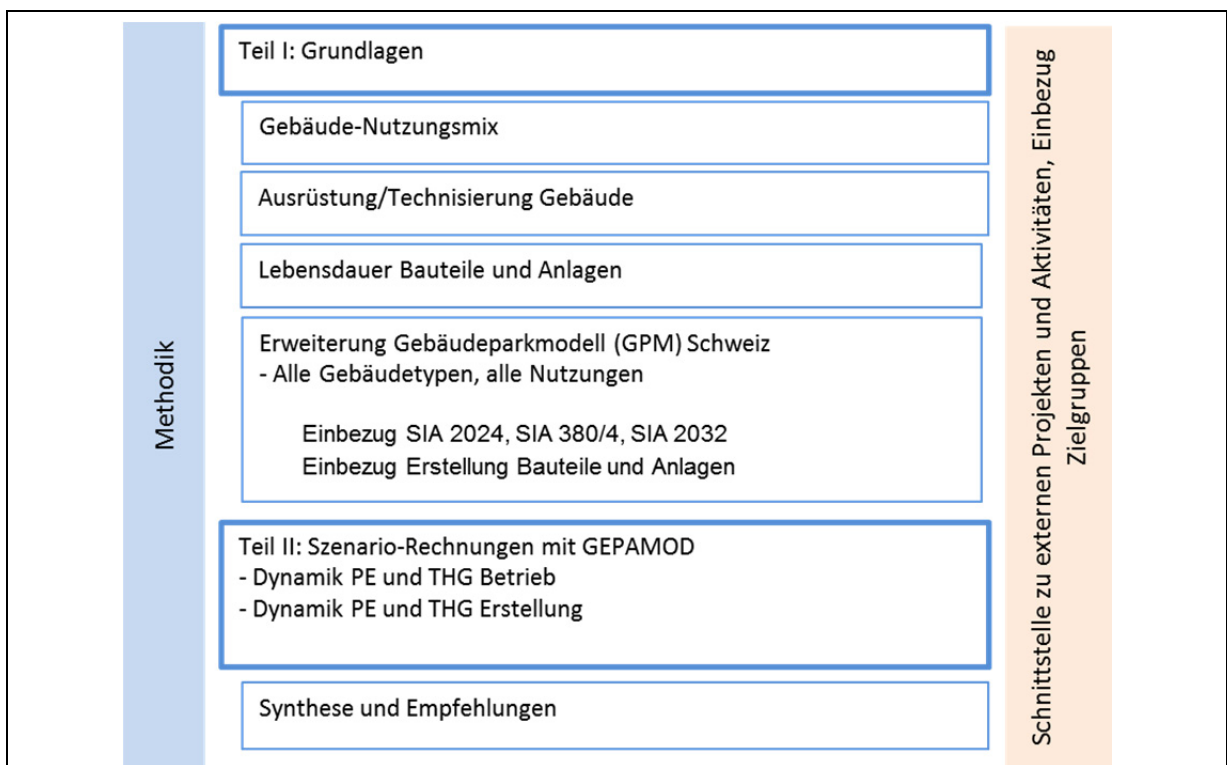 Methodik
Teil I: Grundlagen
Gebäude-Nutzungsmix
Ausrüstung/Technisierung Gebäude
Lebensdauer Bauteile und Anlagen
Erweiterung Gebäudeparkmodell (GPM) Schweiz
- Alle Gebäudetypen, alle Nutzungen
Einbezug SIA 2024, SIA 380/4, SIA 2032
Einbezug Erstellung Bauteile und Anlagen
Teil II: Szenario-Rechnungen mit GEPAMOD
- Dynamik PE und THG Betrieb
- Dynamik PE und THG Erstellung
Synthese und Empfehlungen
Schnittstelle zu externen Projekten und Aktivitäten, Einbezug
Zielgruppen